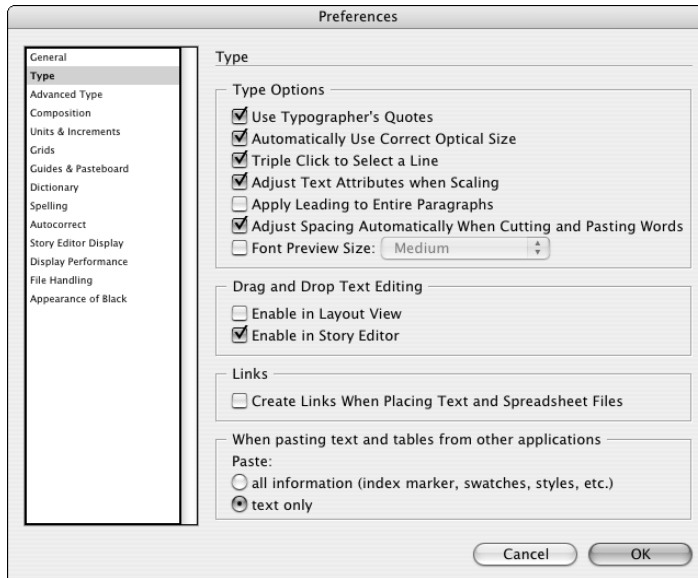 Preferences
General
Type
Advanced Type
Composition
Units & Increments
Grids
Guides & Pasteboard
Dictionary
Spelling
Autocorrect
Story Editor Display
Display Performance
File Handling
Appearance of Black
Type
Type Options
Use Typographer's Quotes
Automatically Use Correct Optical Size
Triple Click to Select a Line
Adjust Text Attributes when Scaling
Apply Leading to Entire Paragraphs
Adjust Spacing Automatically When Cutting and Pasting Words
Font Preview Size: Medium
Drag and Drop Text Editing
Enable in Layout View
Enable in Story Editor
Links
Create Links When Placing Text and Spreadsheet Files
When pasting text and tables from other applications
Paste:
all information (index marker, swatches, styles, etc.)
text only
Cancel OK